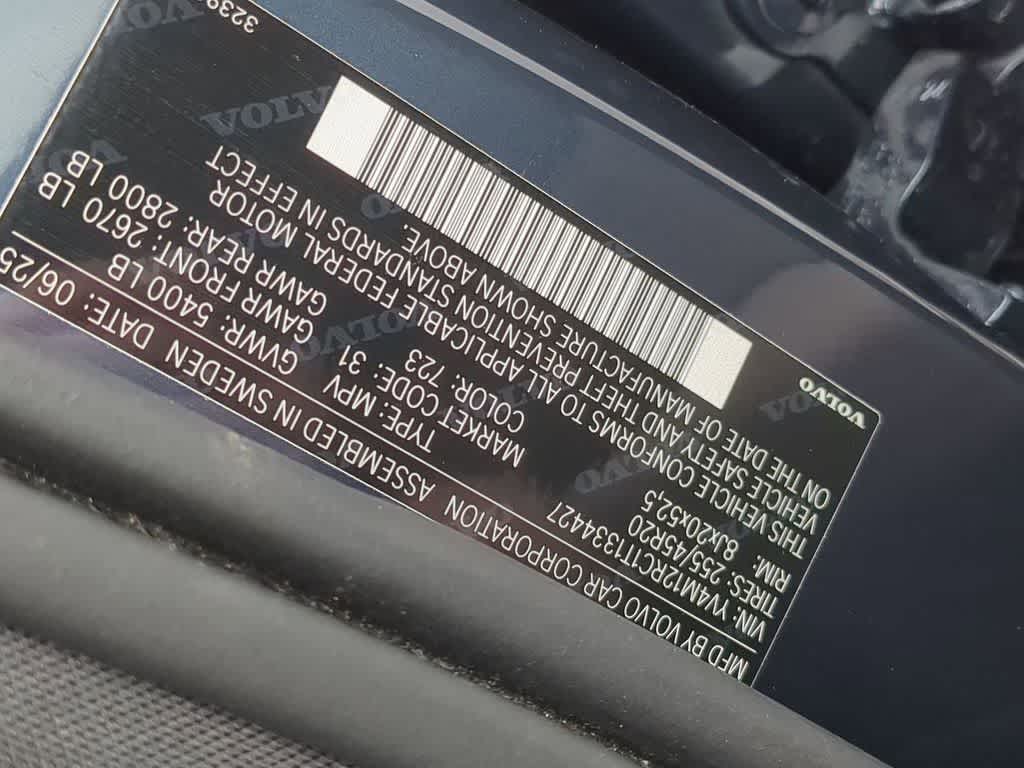 MFD BY VOLVO CAR CORPORATION ASSEMBLED IN SWEDEN DATE: 06/25
VIN: YV4M12RC1T1334427 TYPE: MPV GVWR: 5400 LB
TIRES: 255/45R20 MARKET CODE: 31 GAWR FRONT: 2670 LB
RIM: 8Jx20x52,5 COLOR: 723 GAWR REAR: 2800 LB
THIS VEHICLE CONFORMS TO ALL APPLICABLE FEDERAL MOTOR
VEHICLE SAFETY AND THEFT PREVENTION STANDARDS IN EFFECT
ON THE DATE OF MANUFACTURE SHOWN ABOVE.
VOLVO
3239